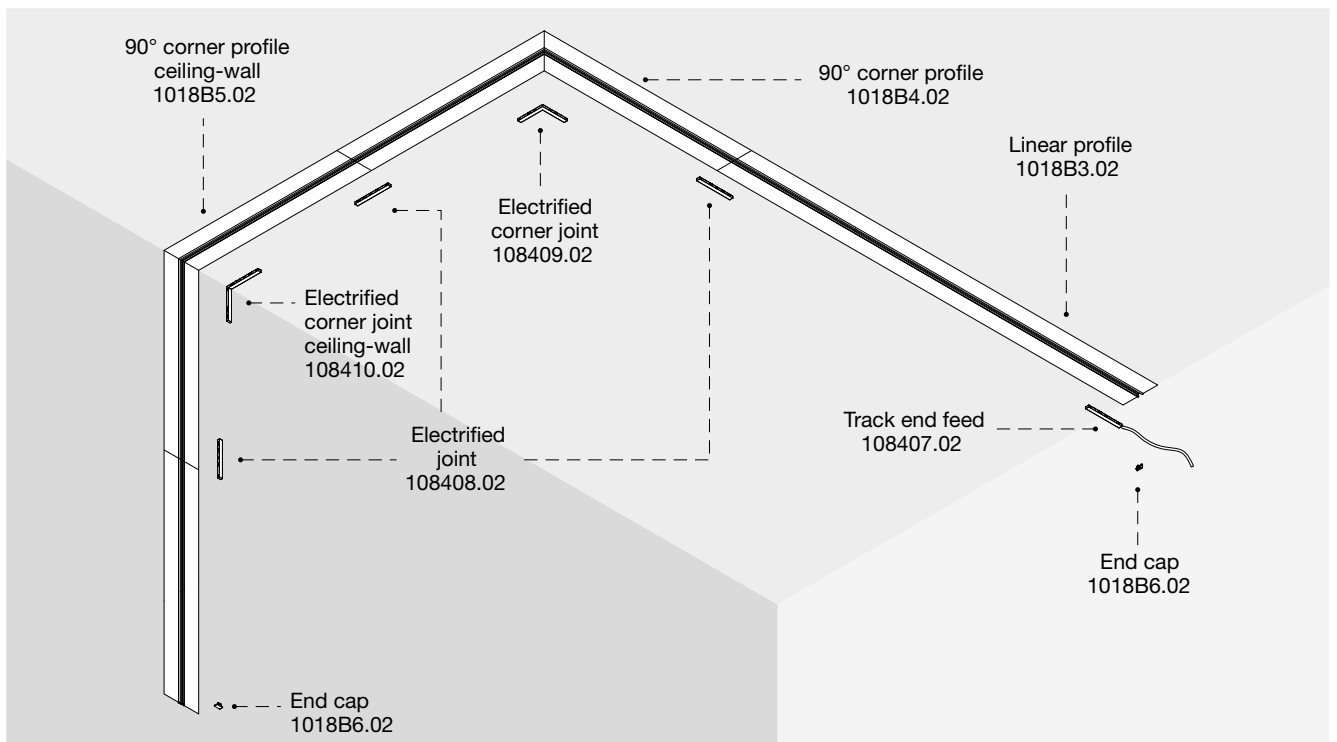 90° corner profile
ceiling-wall
1018B5.02
90° corner profile
1018B4.02
Linear profile
1018B3.02
Electrified
corner joint
108409.02
Electrified
corner joint
ceiling-wall
108410.02
Electrified
joint
108408.02
Track end feed
108407.02
End cap
1018B6.02
End cap
1018B6.02